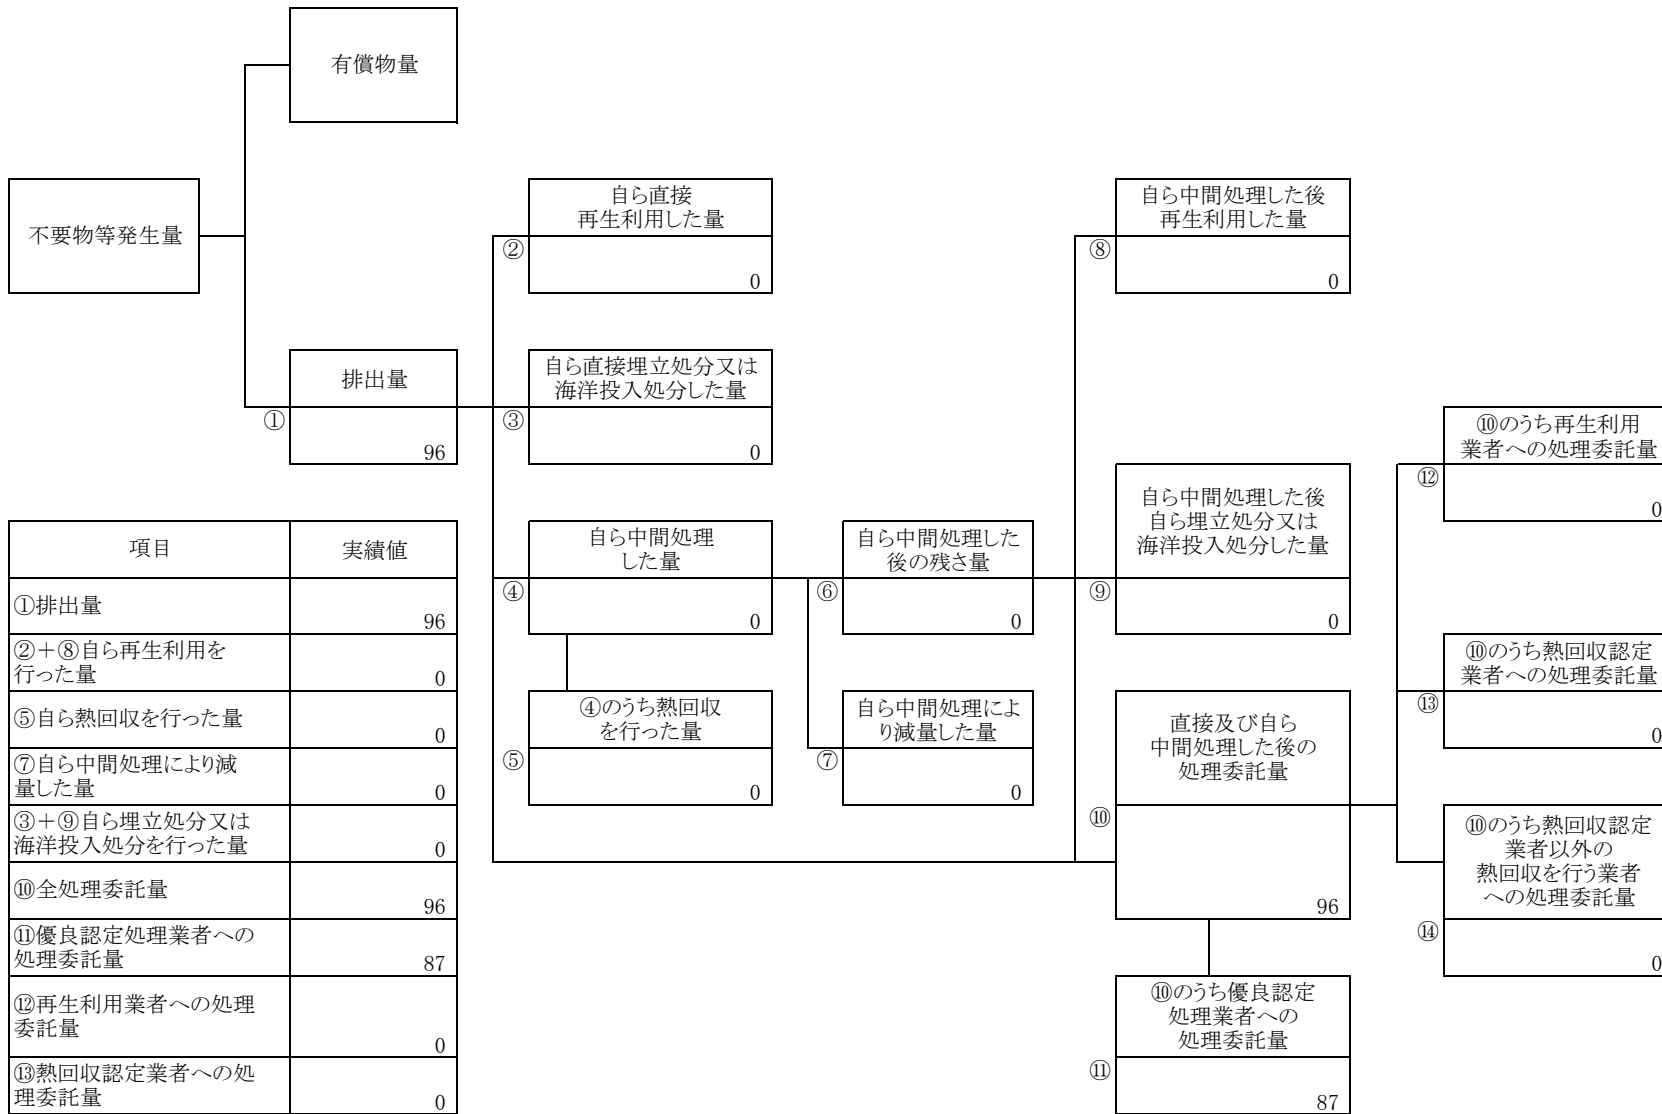 有償物量
不要物等発生量
自ら直接
再生利用した量
②
0
自ら中間処理した後
再生利用した量
⑧
0
排出量
①
96
自ら直接埋立処分又は
海洋投入処分した量
③
0
⑩のうち再生利用
業者への処理委託量
⑫
0
自ら中間処理
した量
④
0
自ら中間処理した
後の残さ量
⑥
0
自ら中間処理した後
自ら埋立処分又は
海洋投入処分した量
⑨
0
⑩のうち熱回収認定
業者への処理委託量
⑬
0
④のうち熱回収
を行った量
⑤
0
自ら中間処理によ
り減量した量
⑦
0
直接及び自ら
中間処理した後の
処理委託量
⑩
96
⑩のうち熱回収認定
業者以外の
熱回収を行う業者
への処理委託量
⑭
0
⑩のうち優良認定
処理業者への
処理委託量
⑪
87
項目 実績値
①排出量 96
②+⑧自ら再生利用を
行った量 0
⑤自ら熱回収を行った量 0
⑦自ら中間処理により減
量した量 0
③+⑨自ら埋立処分又は
海洋投入処分を行った量 0
⑩全処理委託量 96
⑪優良認定処理業者への
処理委託量 87
⑫再生利用業者への処理
委託量 0
⑬熱回収認定業者への処
理委託量 0